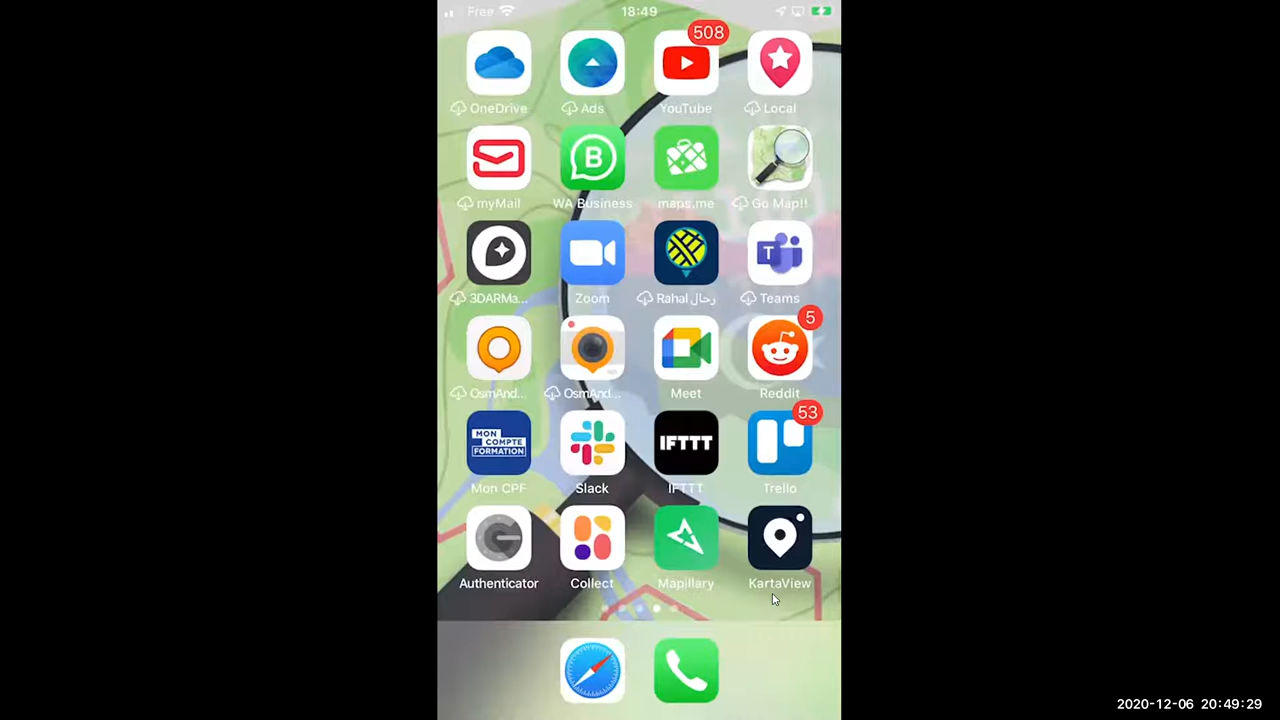 Free 18:49
508
OneDrive Ads YouTube Local
B
myMail WA Business maps.me Go Map!!
T
3DARMa... Zoom Rahal رحال Teams
5
OsmAnd... OsmAnd... Meet Reddit
53
MON COMPTE FORMATION IFTTT
Mon CPF Slack IFTTT Trello
Authenticator Collect Mapillary KartaView
2020-12-06 20:49:29